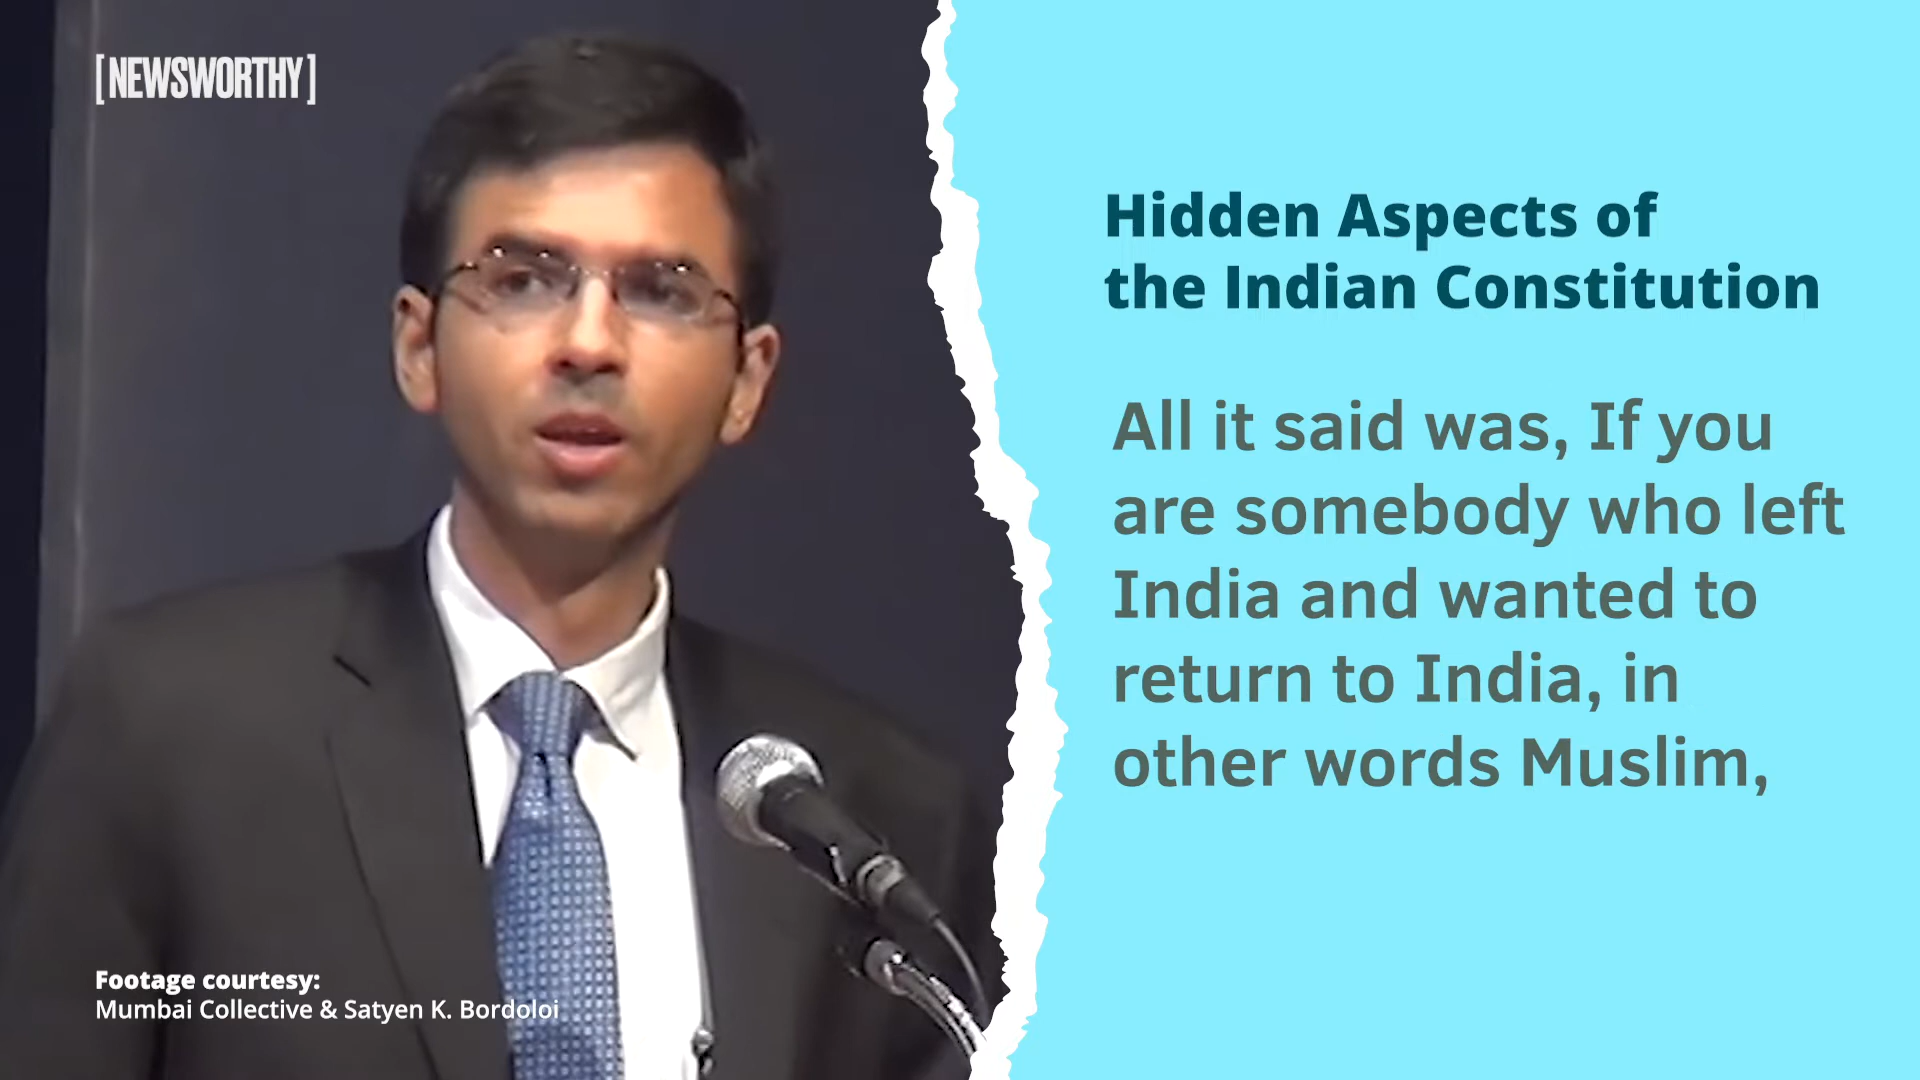 [NEWSWORTHY]
Hidden Aspects of
the Indian Constitution
All it said was, If you
are somebody who left
India and wanted to
return to India, in
other words Muslim,
Footage courtesy:
Mumbai Collective & Satyen K. Bordoloi